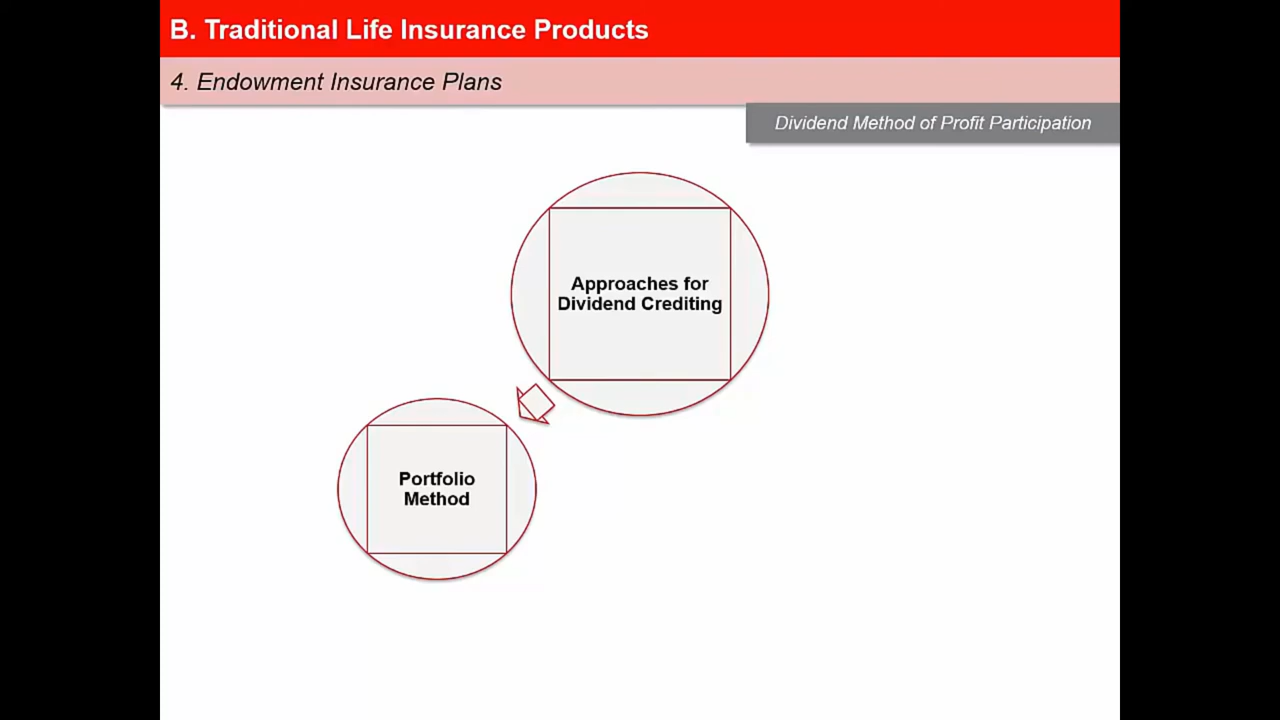 B. Traditional Life Insurance Products
4. Endowment Insurance Plans
Dividend Method of Profit Participation
Approaches for
Dividend Crediting
Portfolio
Method